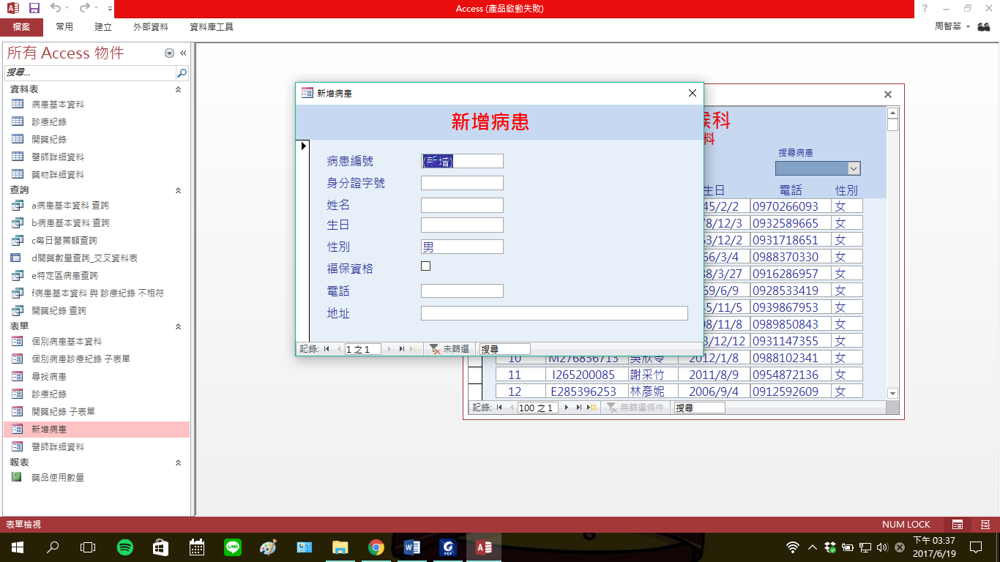 Access (產品啟動失敗)
檔案 常用 建立 外部資料 資料庫工具
周智莘
所有 Access 物件
搜尋...
資料表
病患基本資料
診療紀錄
開藥紀錄
醫師詳細資料
藥物詳細資料
查詢
a病患基本資料 查詢
b病患基本資料 查詢
c每日營業額查詢
d開藥數量查詢_交叉資料表
e特定區病患查詢
f病患基本資料 與 診療紀錄 不相符
開藥紀錄 查詢
表單
個別病患基本資料
個別病患診療紀錄 子表單
尋找病患
診療紀錄
開藥紀錄 子表單
新增病患
醫師詳細資料
報表
藥品使用數量
新增病患
新增病患
病患編號 (新增)
身分證字號
姓名
生日
性別 男
福保資格
電話
地址
記錄: 1 之 1 未篩選 搜尋
喉科
料
搜尋病患
生日 電話 性別
45/2/2 0970266093 女
78/12/3 0932589665 女
53/12/2 0931718651 女
66/3/4 0988370330 女
38/3/27 0916286957 女
69/6/9 0928533419 女
45/11/5 0939867953 女
98/11/8 0989850843 女
3/12/12 0931147355 女
10 M276836713 吳欣苓 2012/1/8 0988102341 女
11 I265200085 謝采竹 2011/8/9 0954872136 女
12 E285396253 林彥妮 2006/9/4 0912592609 女
記錄: 100 之 1 無篩選條件 搜尋
表單檢視
NUM LOCK
LINE
PDF
下午 03:37
2017/6/19